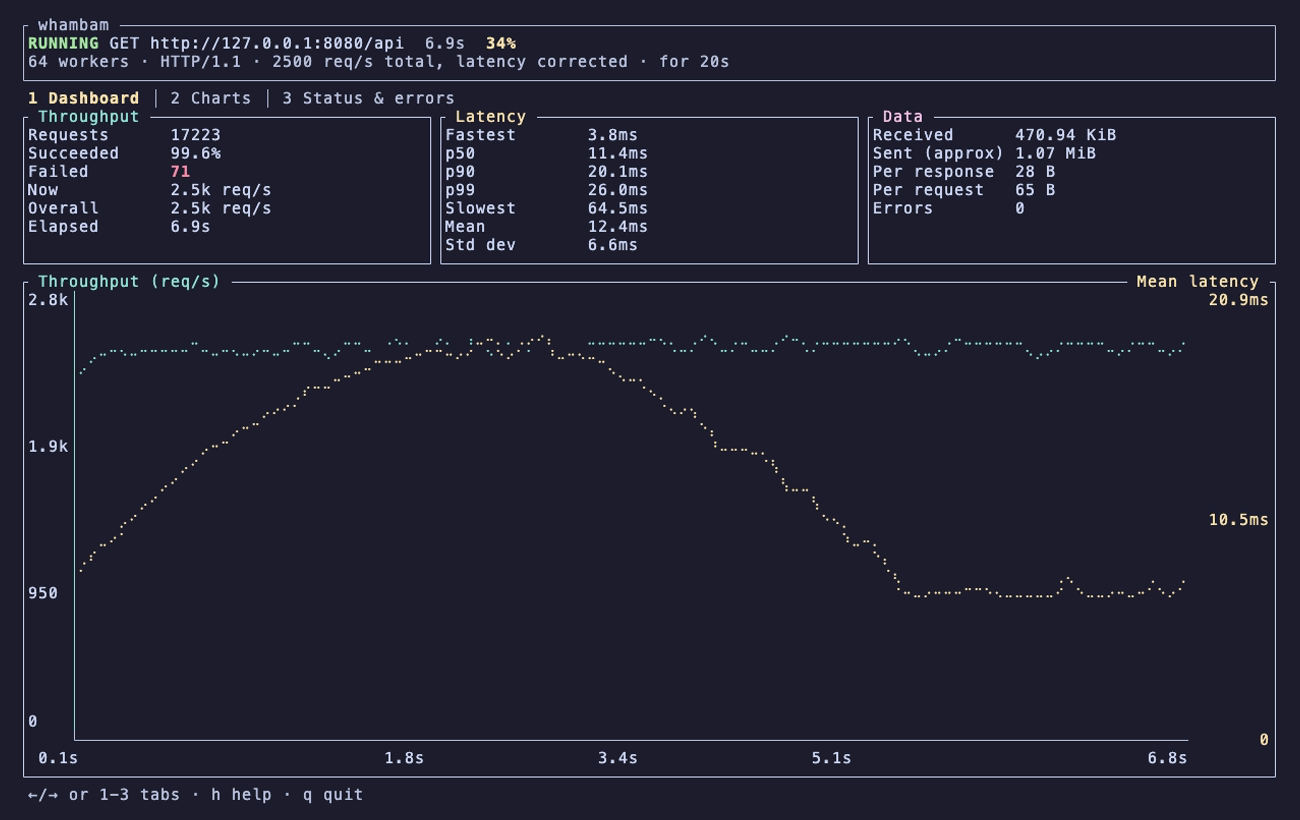 whambam
RUNNING GET http://127.0.0.1:8080/api 6.9s 34%
64 workers · HTTP/1.1 · 2500 req/s total, latency corrected · for 20s
1 Dashboard │ 2 Charts │ 3 Status & errors
Throughput
Requests 17223
Succeeded 99.6%
Failed 71
Now 2.5k req/s
Overall 2.5k req/s
Elapsed 6.9s
Latency
Fastest 3.8ms
p50 11.4ms
p90 20.1ms
p99 26.0ms
Slowest 64.5ms
Mean 12.4ms
Std dev 6.6ms
Data
Received 470.94 KiB
Sent (approx) 1.07 MiB
Per response 28 B
Per request 65 B
Errors 0
Throughput (req/s) Mean latency
2.8k 20.9ms
1.9k
10.5ms
950
0
0
0.1s 1.8s 3.4s 5.1s 6.8s
←/→ or 1-3 tabs · h help · q quit